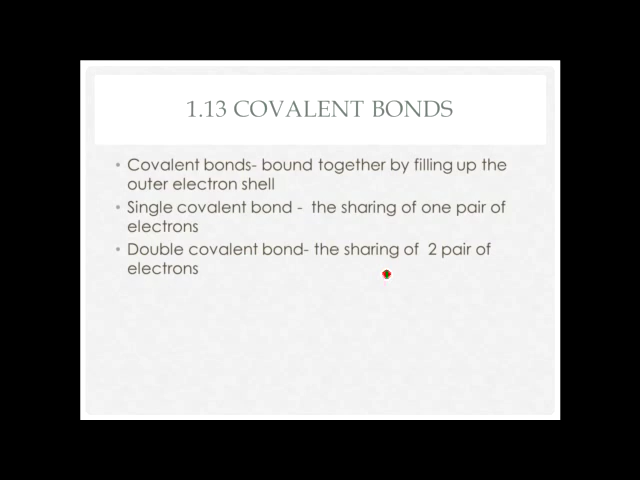 1.13 COVALENT BONDS
• Covalent bonds- bound together by filling up the
outer electron shell
• Single covalent bond - the sharing of one pair of
electrons
• Double covalent bond- the sharing of 2 pair of
electrons